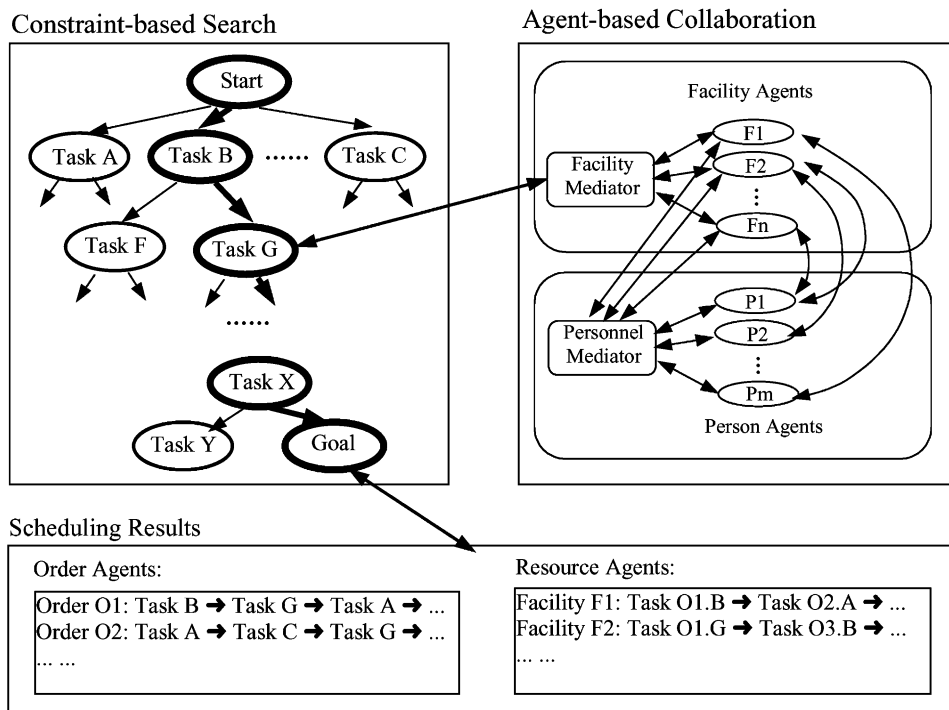 Constraint-based Search
Start
Task A
Task B
......
Task C
Task F
Task G
......
Task X
Task Y
Goal
Agent-based Collaboration
Facility Agents
Facility
Mediator
F1
F2
Fn
Personnel
Mediator
P1
P2
Pm
Person Agents
Scheduling Results
Order Agents:
Order O1: Task B ➔ Task G ➔ Task A ➔ ...
Order O2: Task A ➔ Task C ➔ Task G ➔ ...
... ...
Resource Agents:
Facility F1: Task O1.B ➔ Task O2.A ➔ ...
Facility F2: Task O1.G ➔ Task O3.B ➔ ...
... ...